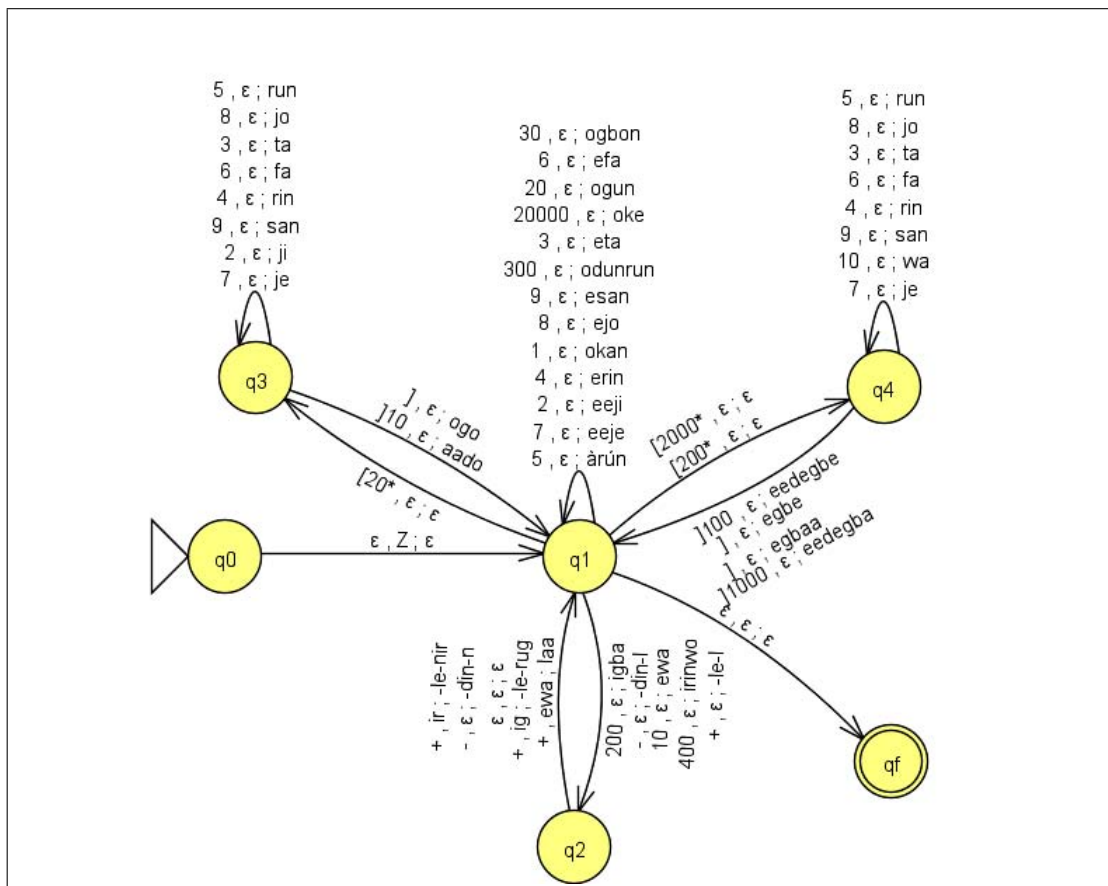 5 , ε ; run
8 , ε ; jo
3 , ε ; ta
6 , ε ; fa
4 , ε ; rin
9 , ε ; san
2 , ε ; ji
7 , ε ; je
q3
30 , ε ; ogbon
6 , ε ; efa
20 , ε ; ogun
20000 , ε ; oke
3 , ε ; eta
300 , ε ; odunrun
9 , ε ; esan
8 , ε ; ejo
1 , ε ; okan
4 , ε ; erin
2 , ε ; eeji
7 , ε ; eeje
5 , ε ; àrún
5 , ε ; run
8 , ε ; jo
3 , ε ; ta
6 , ε ; fa
4 , ε ; rin
9 , ε ; san
10 , ε ; wa
7 , ε ; je
q4
] , ε ; ogo
]10 , ε ; aado
[20* , ε ; ε
[2000* , ε ; ε
[200* , ε ; ε
]100 , ε ; eedegbe
] , ε ; egbe
] , ε ; egbaa
]1000 , ε ; eedegba
q0
ε , Z ; ε
q1
ε , ε ; ε
+ , ir ; -le-nir
- , ε ; -din-n
ε , ε ; ε
+ , ig ; -le-rug
+ , ewa ; laa
200 , ε ; igba
- , ε ; -din-l
10 , ε ; ewa
400 , ε ; irinwo
+ , ε ; -le-l
qf
q2